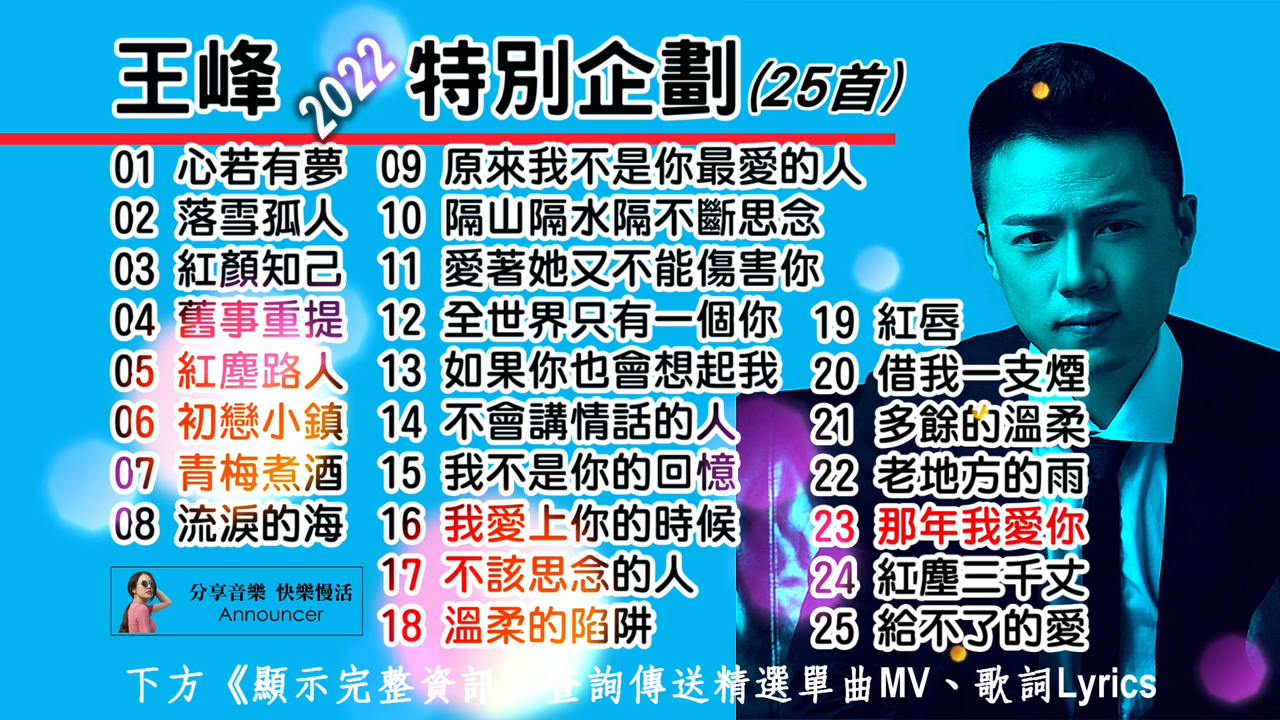 王峰 2022 特別企劃 (25首)
01 心若有夢
02 落雪孤人
03 紅顏知己
04 舊事重提
05 紅塵路人
06 初戀小鎮
07 青梅煮酒
08 流淚的海
09 原來我不是你最愛的人
10 隔山隔水隔不斷思念
11 愛著她又不能傷害你
12 全世界只有一個你
13 如果你也會想起我
14 不會講情話的人
15 我不是你的回憶
16 我愛上你的時候
17 不該思念的人
18 溫柔的陷阱
19 紅唇
20 借我一支煙
21 多餘的溫柔
22 老地方的雨
23 那年我愛你
24 紅塵三千丈
25 給不了的愛
分享音樂 快樂慢活
Announcer
下方《顯示完整資訊》查詢傳送精選單曲MV、歌詞Lyrics